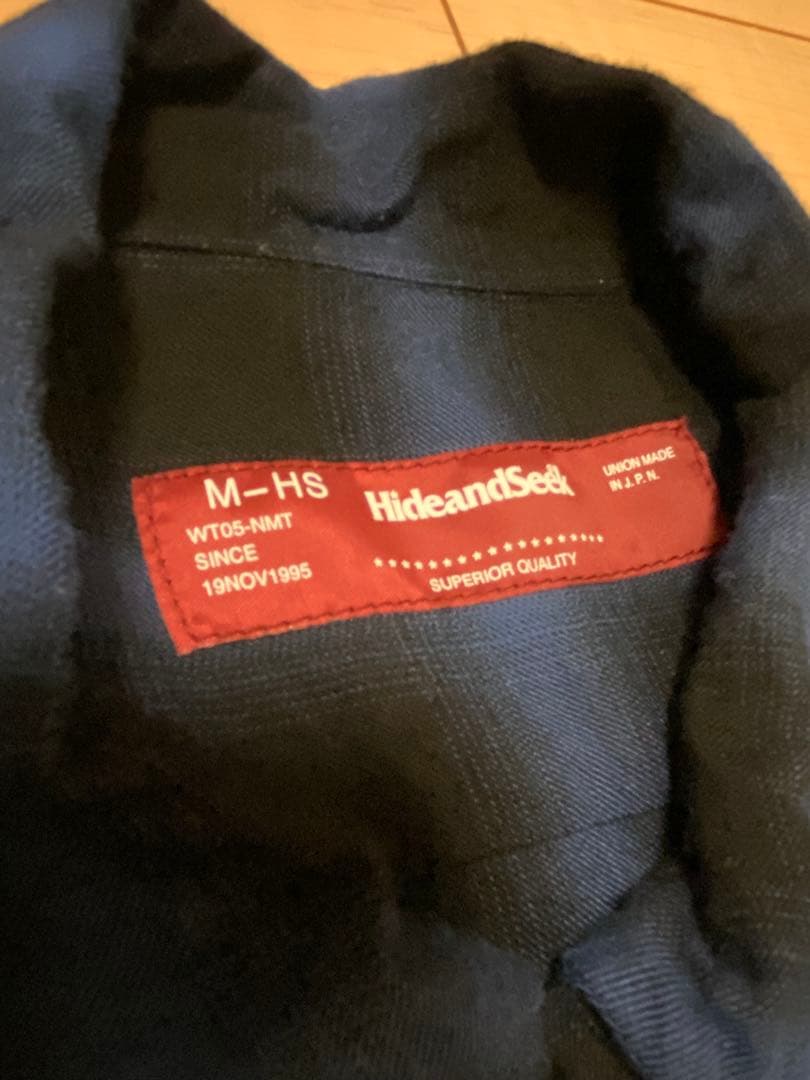 M-HS
WT05-NMT
SINCE
19NOV1995
HideandSeek
★★★★★★★★★★★★★★★★★
SUPERIOR QUALITY
UNION MADE
IN J. P. N.